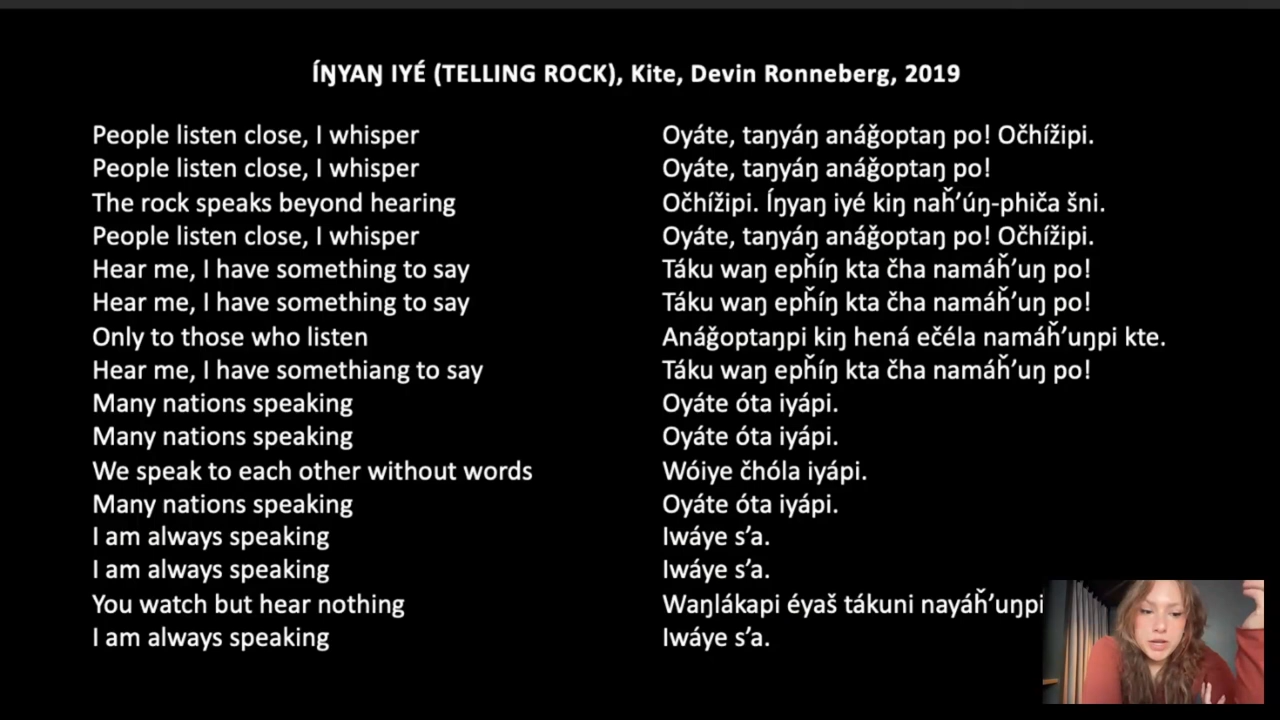 ÍŊYAŊ IYÉ (TELLING ROCK), Kite, Devin Ronneberg, 2019
People listen close, I whisper
People listen close, I whisper
The rock speaks beyond hearing
People listen close, I whisper
Hear me, I have something to say
Hear me, I have something to say
Only to those who listen
Hear me, I have somethiang to say
Many nations speaking
Many nations speaking
We speak to each other without words
Many nations speaking
I am always speaking
I am always speaking
You watch but hear nothing
I am always speaking
Oyáte, taŋyáŋ anáǧoptaŋ po! Očhížipi.
Oyáte, taŋyáŋ anáǧoptaŋ po!
Očhížipi. Íŋyaŋ iyé kiŋ naȟ’úŋ-phiča šni.
Oyáte, taŋyáŋ anáǧoptaŋ po! Očhížipi.
Táku waŋ epȟíŋ kta čha namáȟ’uŋ po!
Táku waŋ epȟíŋ kta čha namáȟ’uŋ po!
Anáǧoptaŋpi kiŋ hená ečéla namáȟ’uŋpi kte.
Táku waŋ epȟíŋ kta čha namáȟ’uŋ po!
Oyáte óta iyápi.
Oyáte óta iyápi.
Wóiye čhóla iyápi.
Oyáte óta iyápi.
Iwáye s’a.
Iwáye s’a.
Waŋlákapi éyaš tákuni nayáȟ’uŋpi
Iwáye s’a.